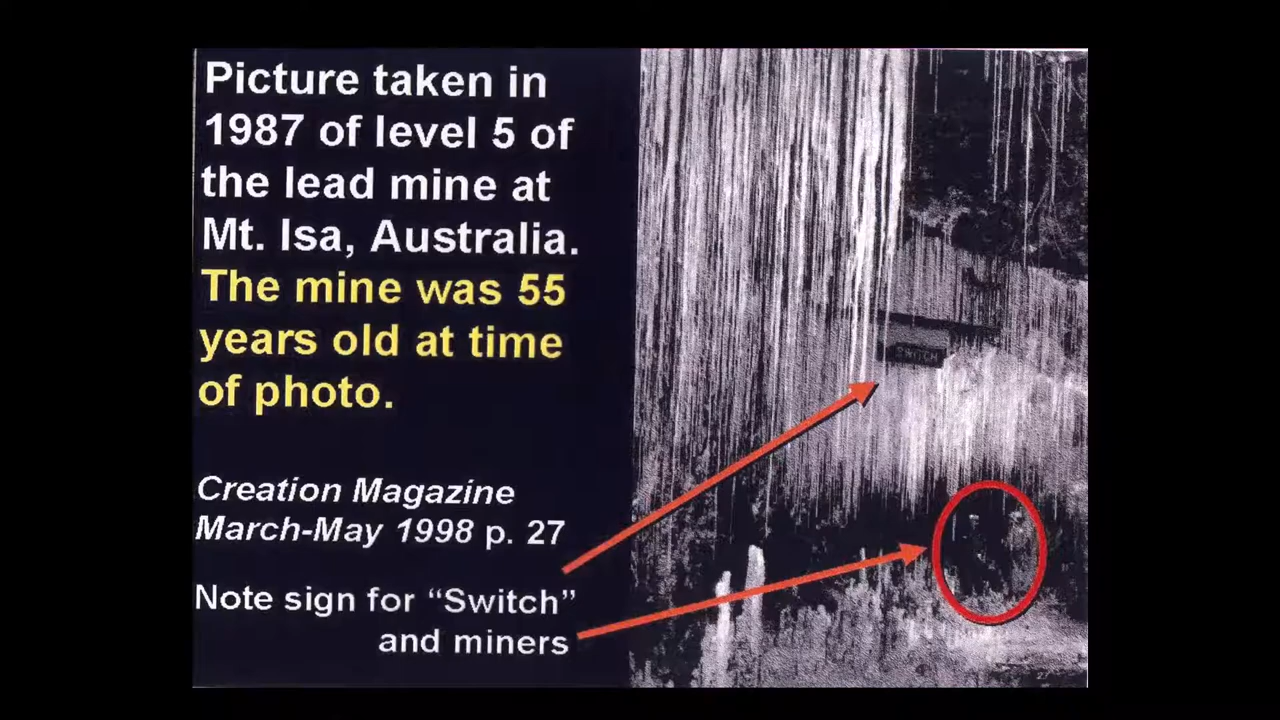 Picture taken in
1987 of level 5 of
the lead mine at
Mt. Isa, Australia.
The mine was 55
years old at time
of photo.
Creation Magazine
March-May 1998 p. 27
Note sign for “Switch”
and miners
SWITCH
27